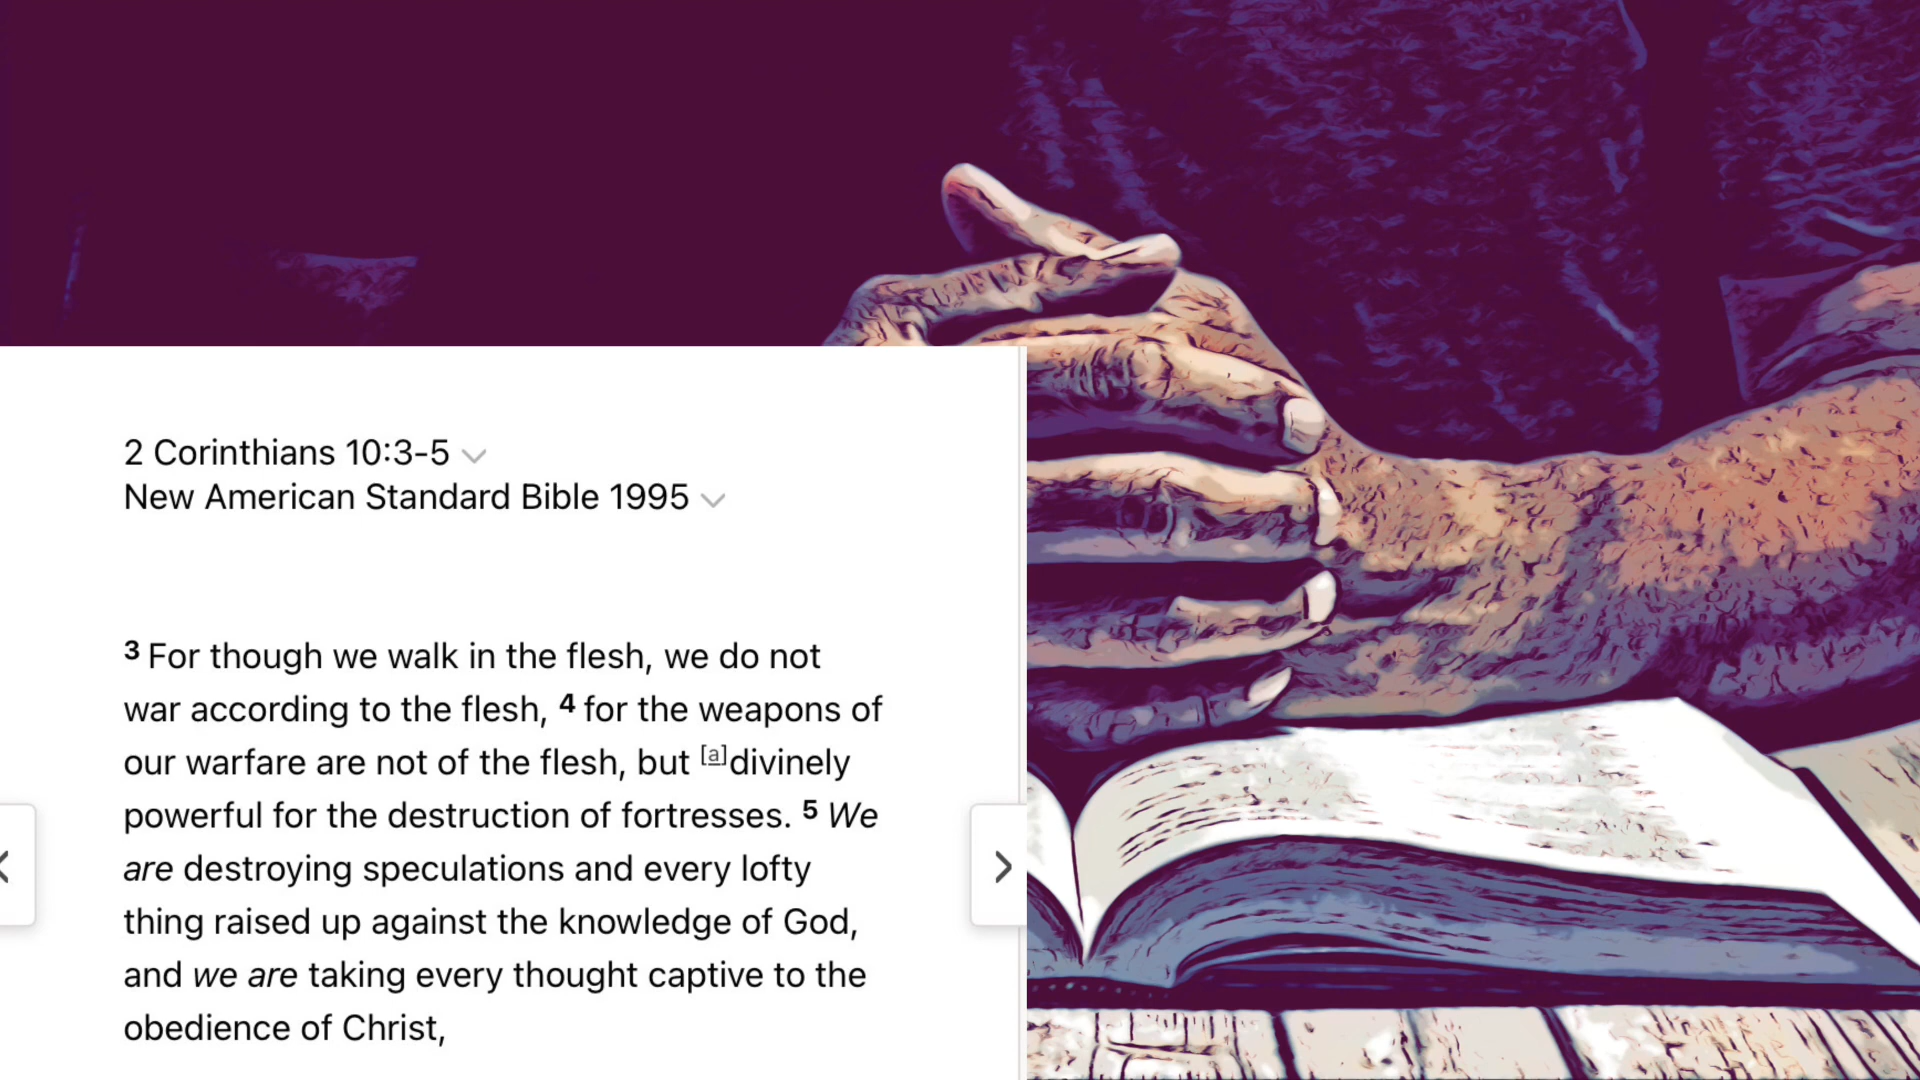 2 Corinthians 10:3-5
New American Standard Bible 1995
3 For though we walk in the flesh, we do not
war according to the flesh, 4 for the weapons of
our warfare are not of the flesh, but [a]divinely
powerful for the destruction of fortresses. 5 We
are destroying speculations and every lofty
thing raised up against the knowledge of God,
and we are taking every thought captive to the
obedience of Christ,